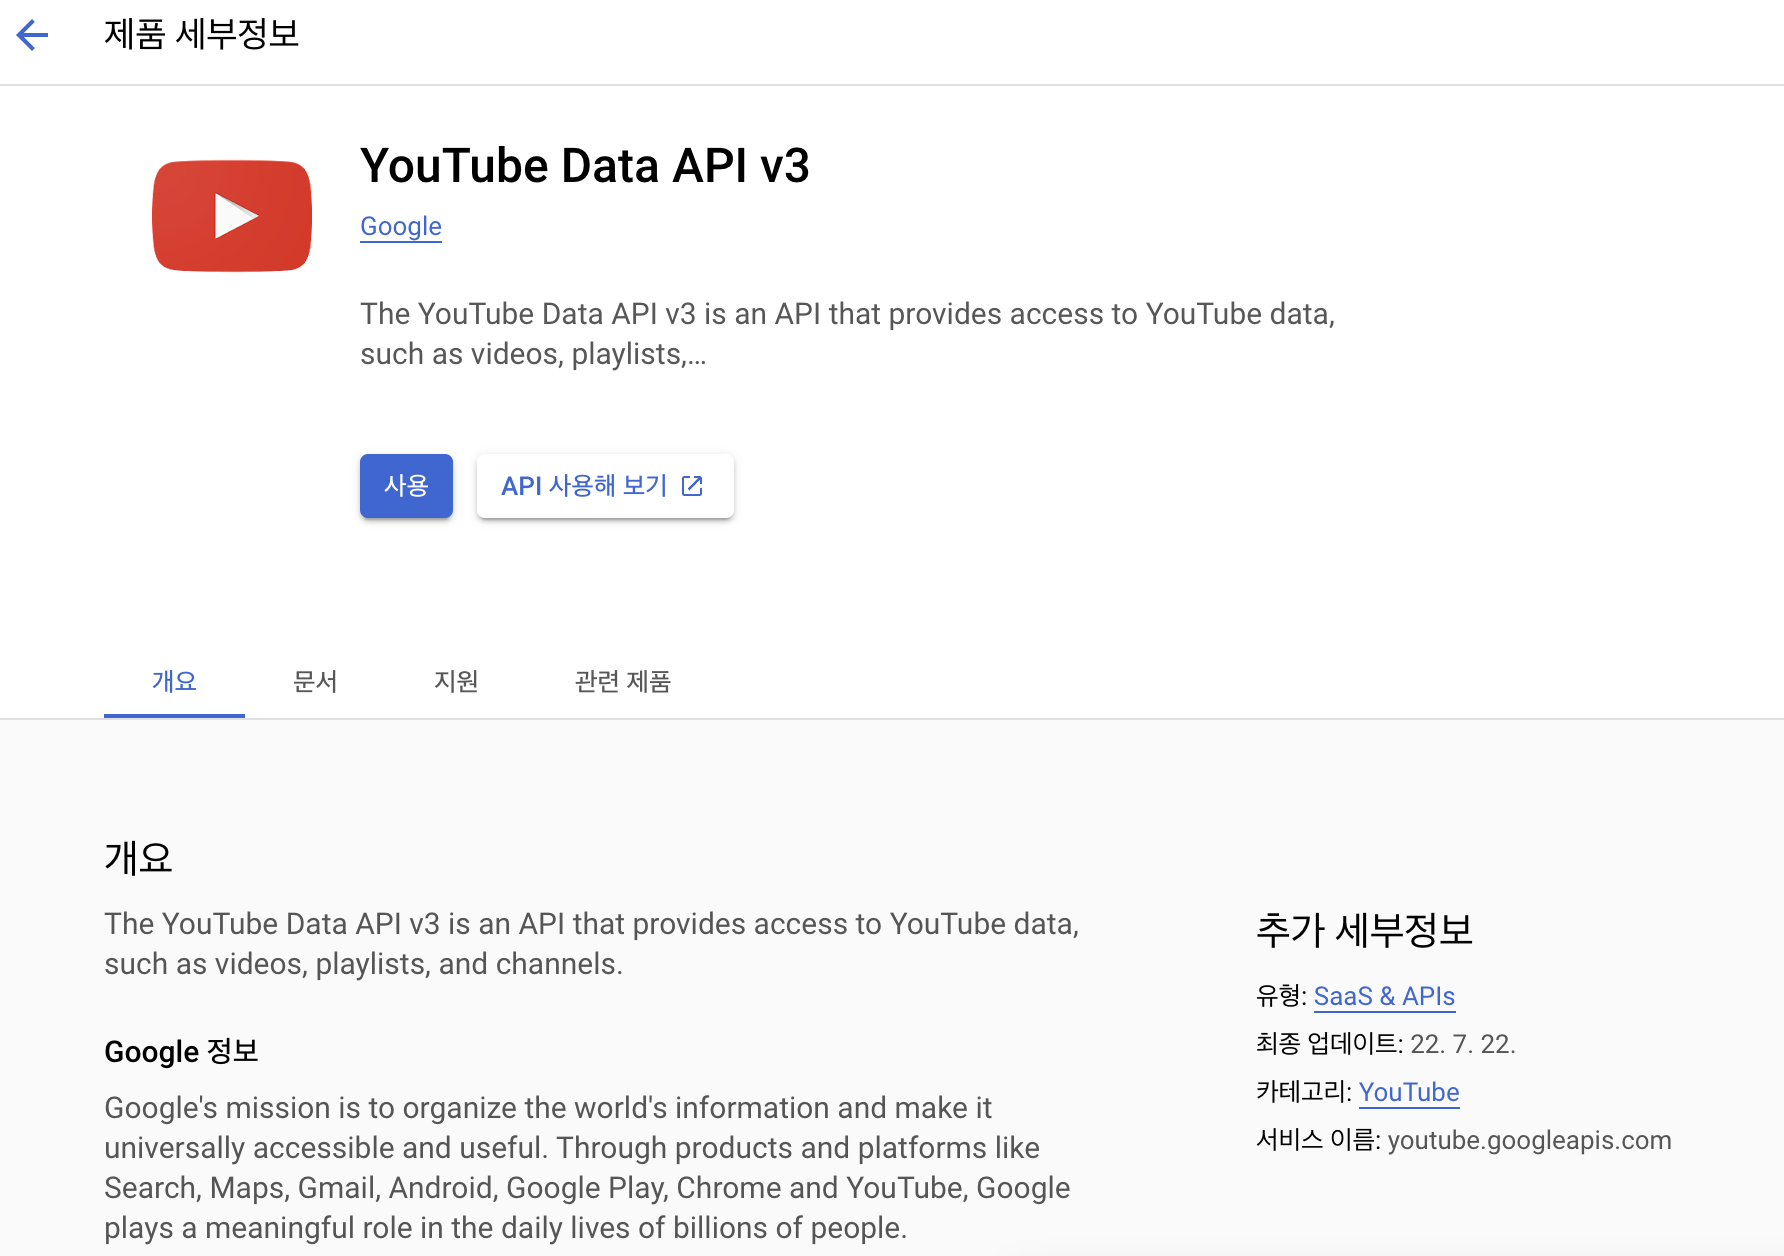 제품 세부정보
YouTube Data API v3
Google
The YouTube Data API v3 is an API that provides access to YouTube data,
such as videos, playlists,...
사용
API 사용해 보기
개요
문서
지원
관련 제품
개요
The YouTube Data API v3 is an API that provides access to YouTube data,
such as videos, playlists, and channels.
Google 정보
Google's mission is to organize the world's information and make it
universally accessible and useful. Through products and platforms like
Search, Maps, Gmail, Android, Google Play, Chrome and YouTube, Google
plays a meaningful role in the daily lives of billions of people.
추가 세부정보
유형: SaaS & APIs
최종 업데이트: 22. 7. 22.
카테고리: YouTube
서비스 이름: youtube.googleapis.com